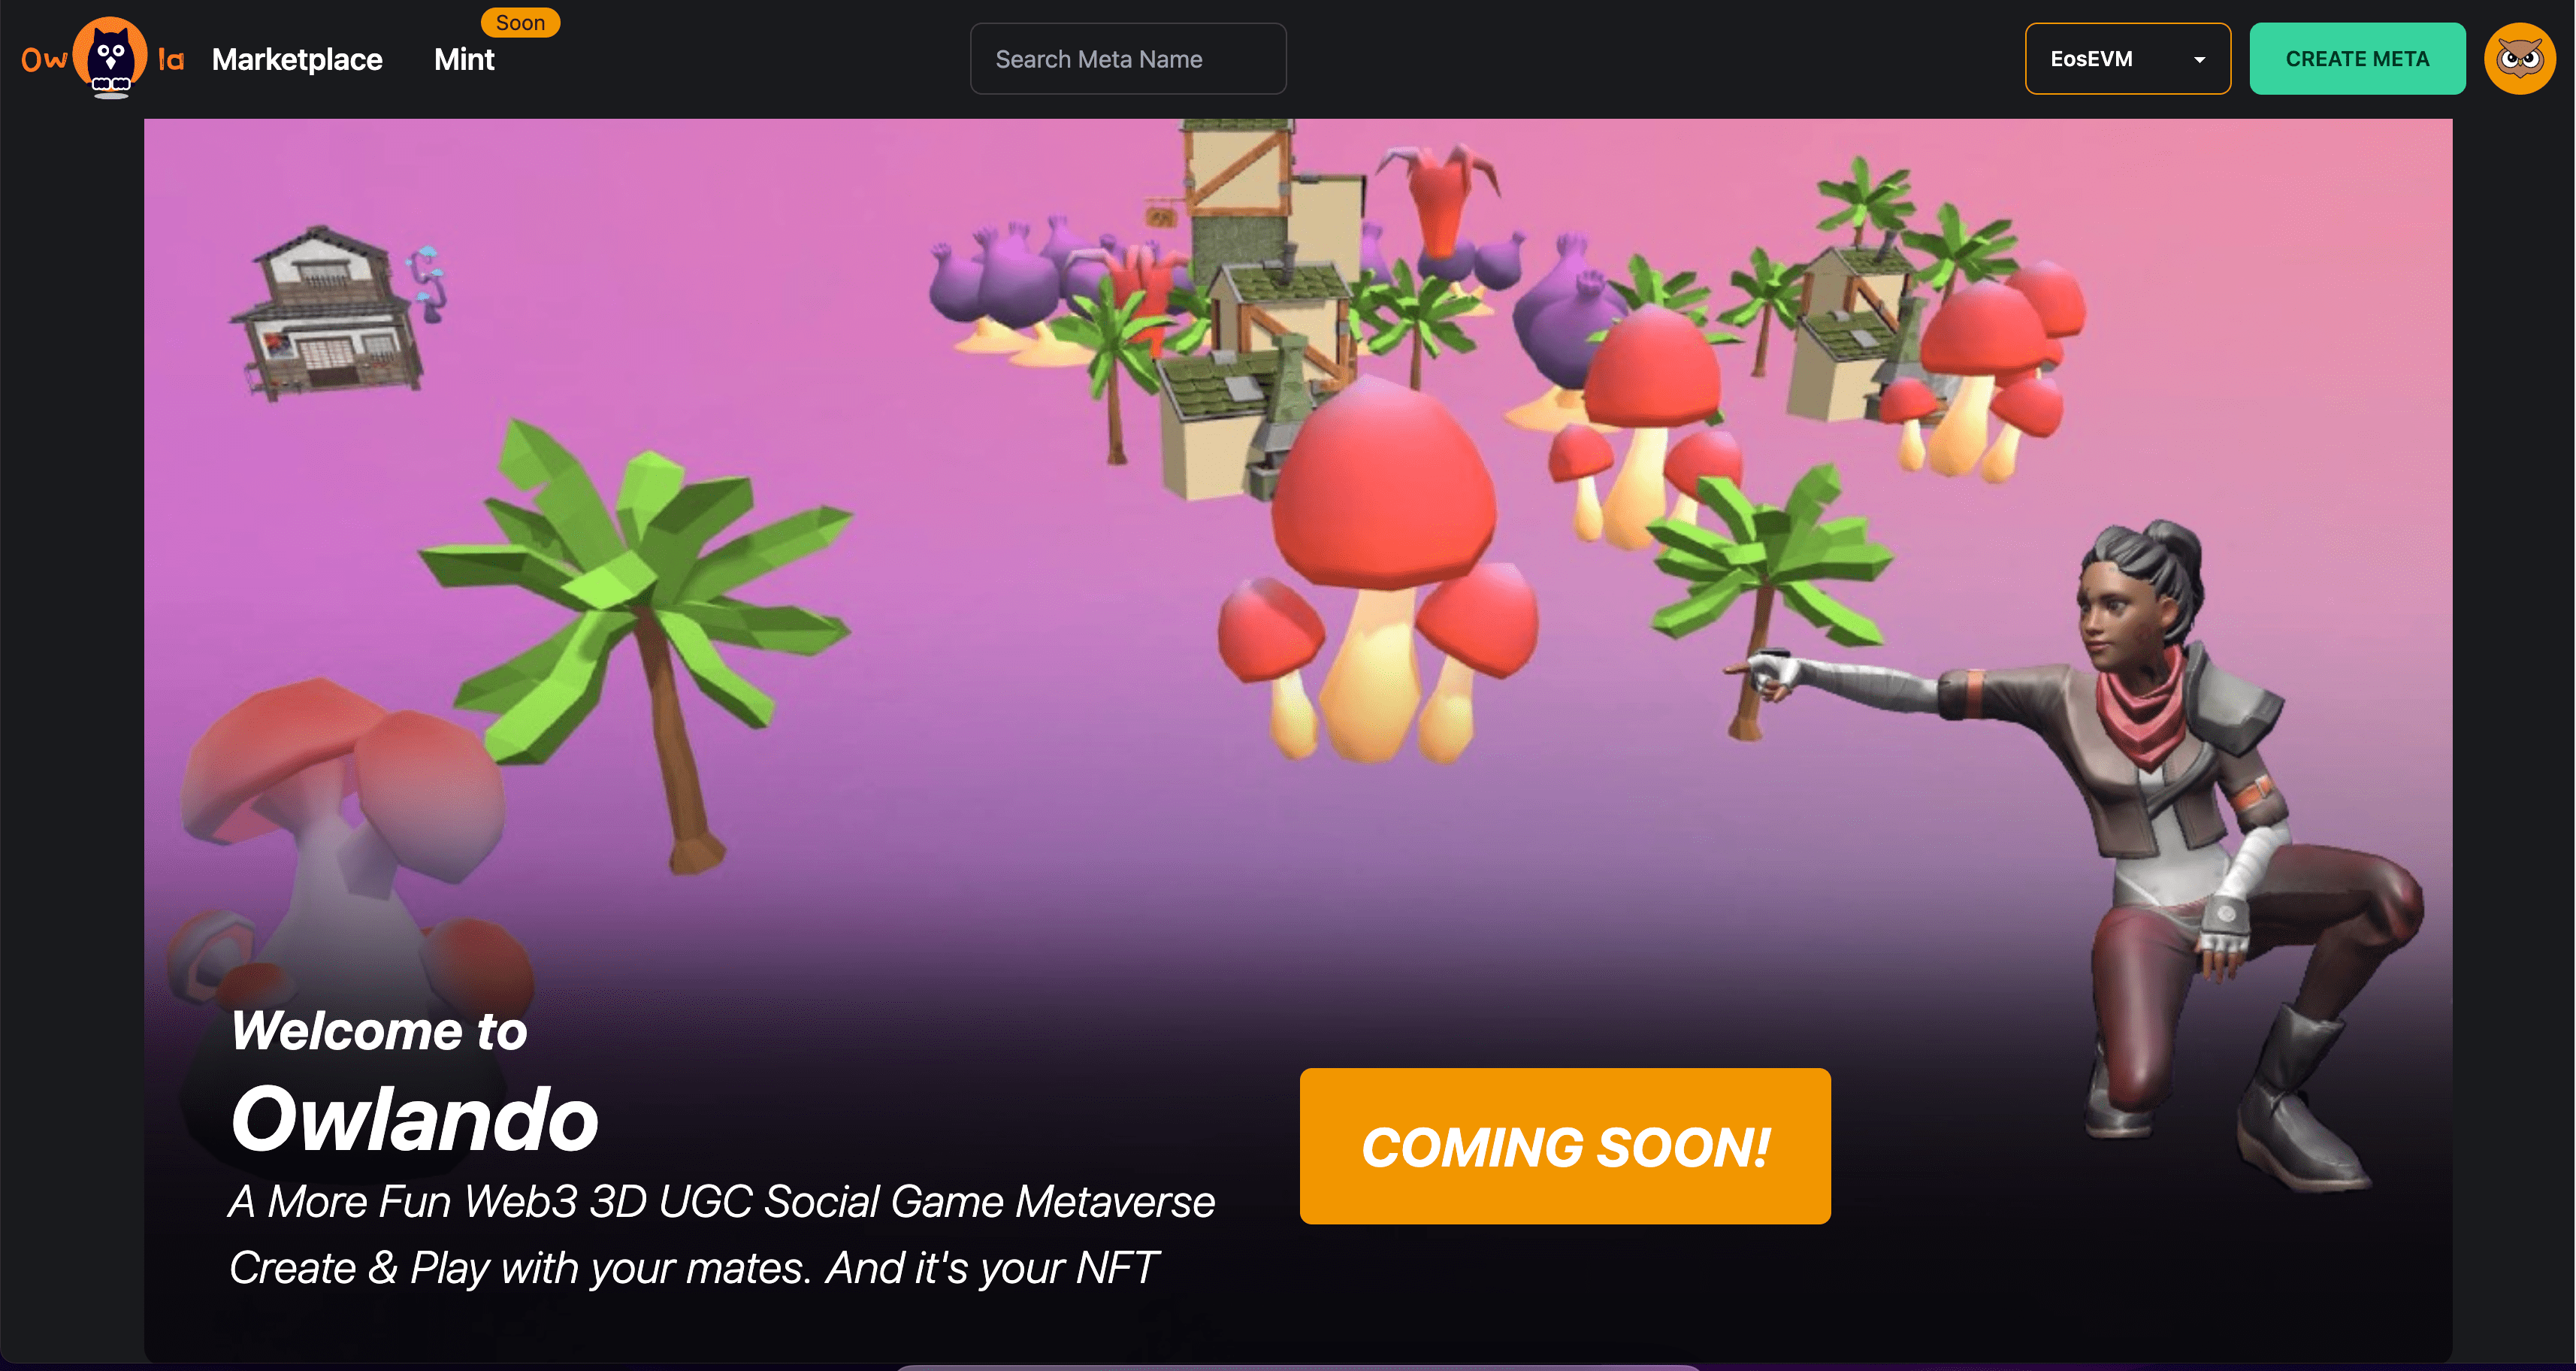 Ow la
Marketplace
Soon
Mint
Search Meta Name
EosEVM
CREATE META
Welcome to
Owlando
A More Fun Web3 3D UGC Social Game Metaverse
Create & Play with your mates. And it's your NFT
COMING SOON!